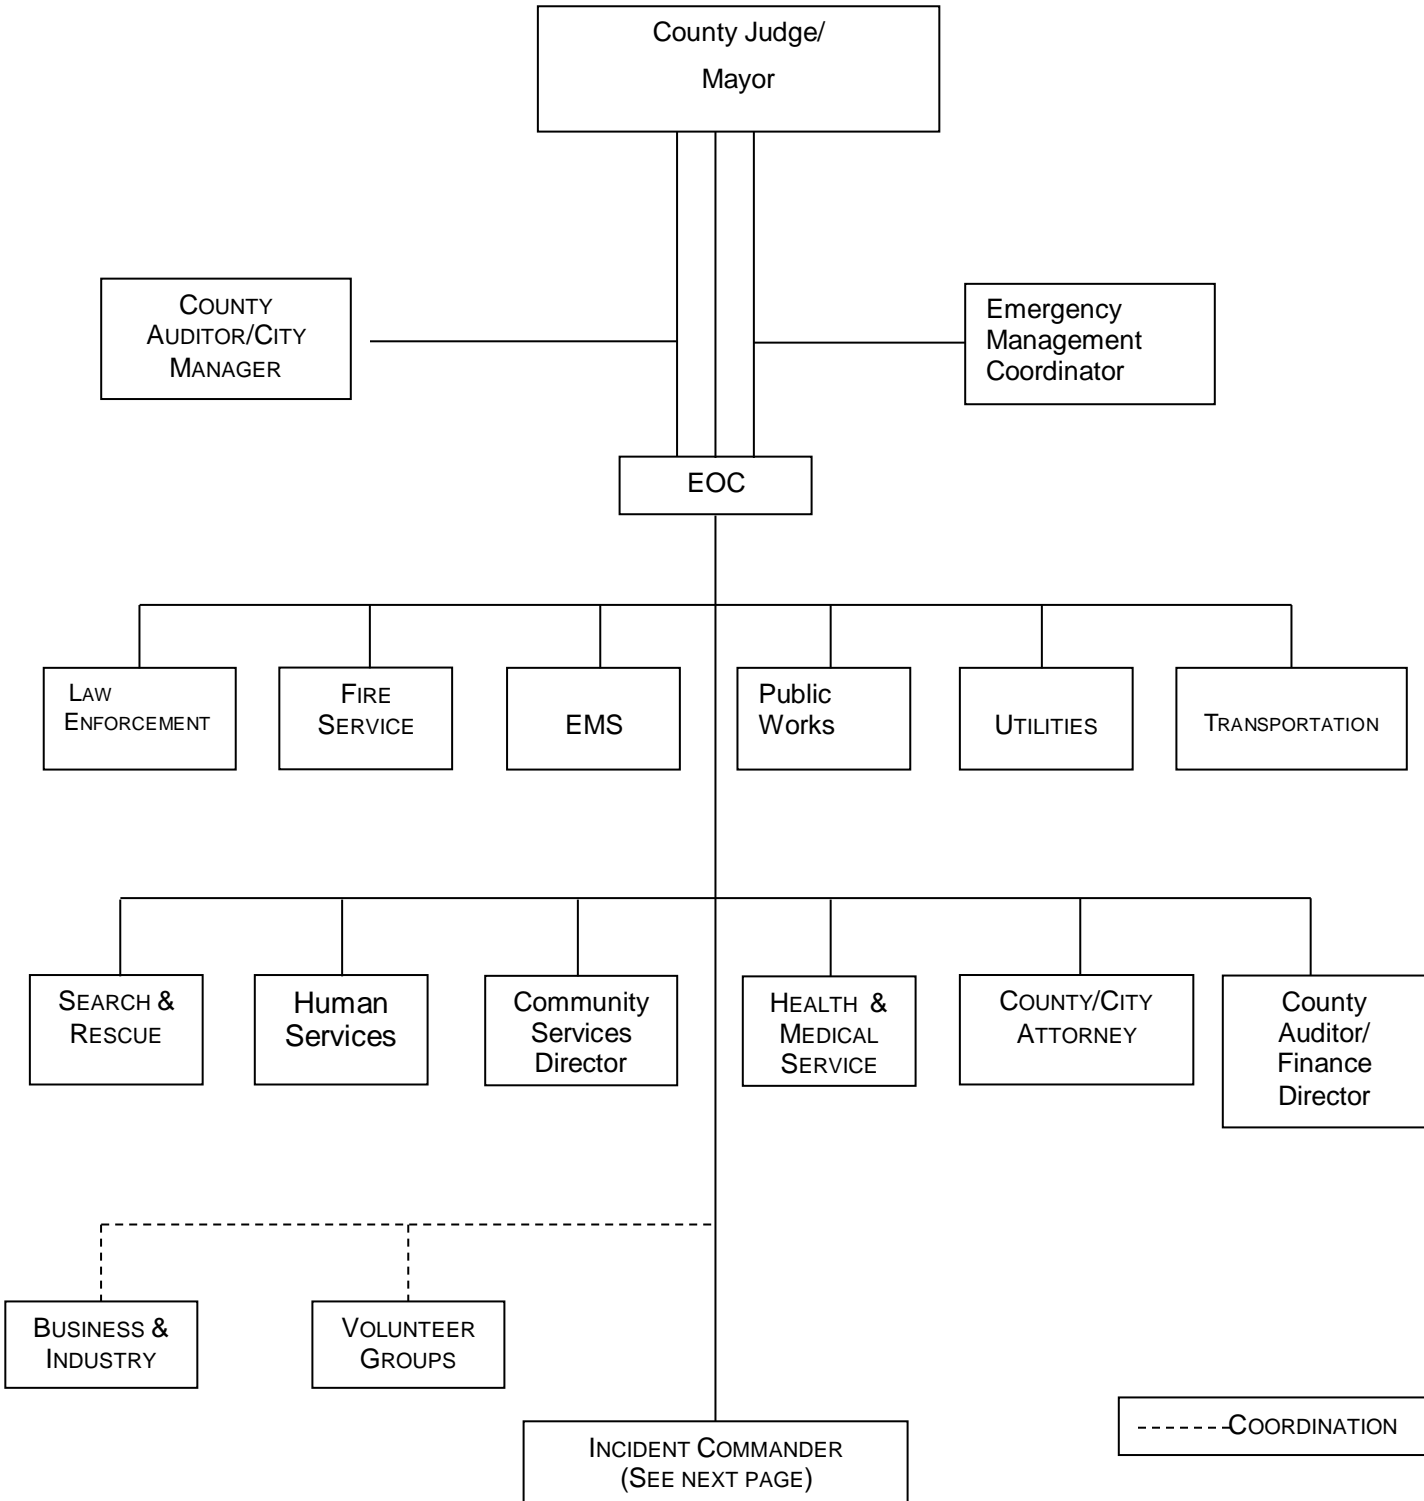 County Judge/
Mayor
COUNTY
AUDITOR/CITY
MANAGER
Emergency
Management
Coordinator
EOC
LAW
ENFORCEMENT
FIRE
SERVICE
EMS
Public
Works
UTILITIES
TRANSPORTATION
SEARCH &
RESCUE
Human
Services
Community
Services
Director
HEALTH &
MEDICAL
SERVICE
COUNTY/CITY
ATTORNEY
County
Auditor/
Finance
Director
BUSINESS &
INDUSTRY
VOLUNTEER
GROUPS
COORDINATION
INCIDENT COMMANDER
(SEE NEXT PAGE)